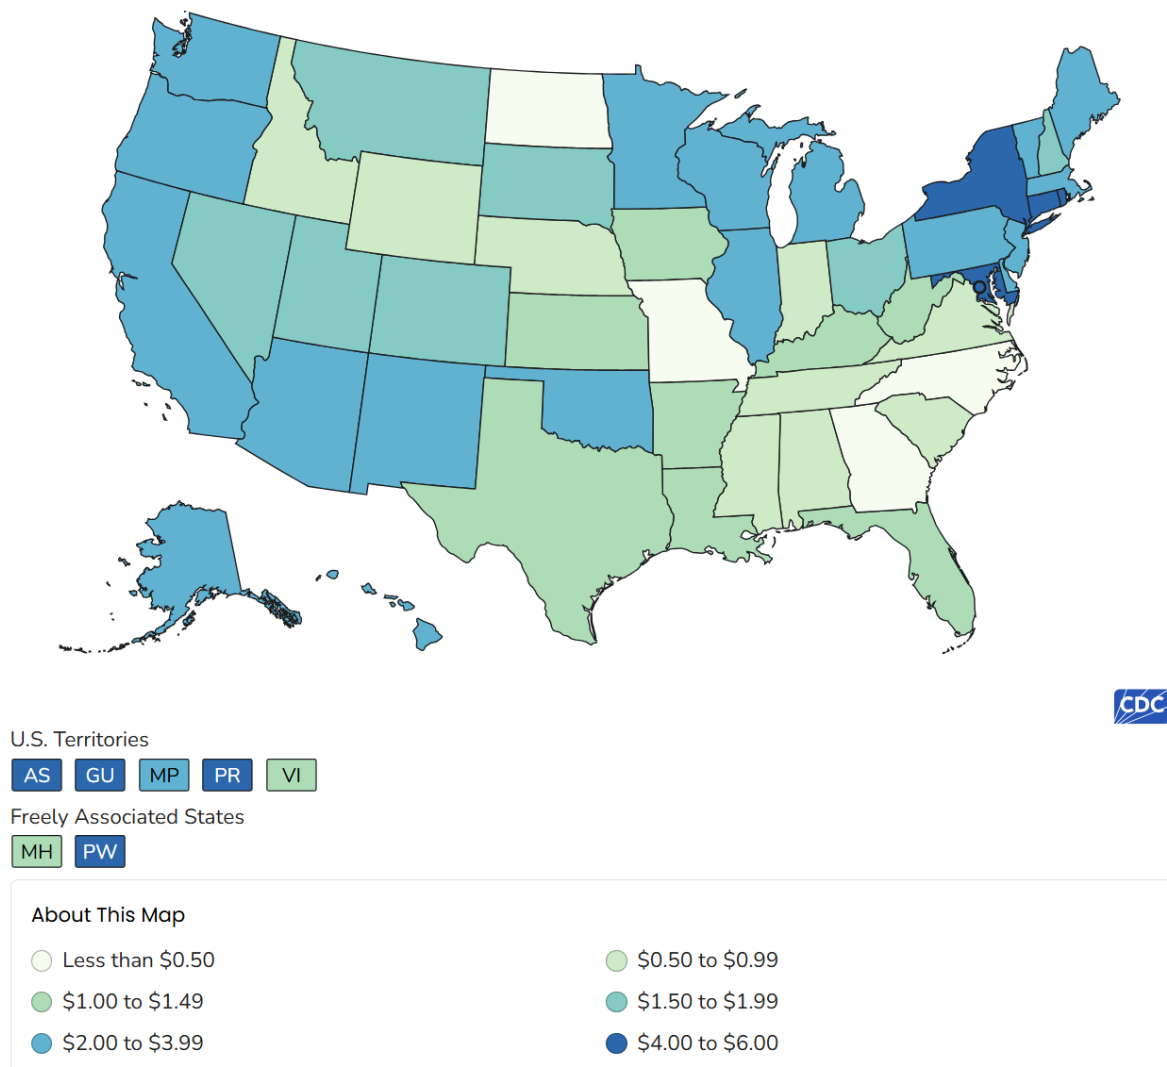 CDC
U.S. Territories
AS GU MP PR VI
Freely Associated States
MH PW
About This Map
Less than $0.50
$0.50 to $0.99
$1.00 to $1.49
$1.50 to $1.99
$2.00 to $3.99
$4.00 to $6.00